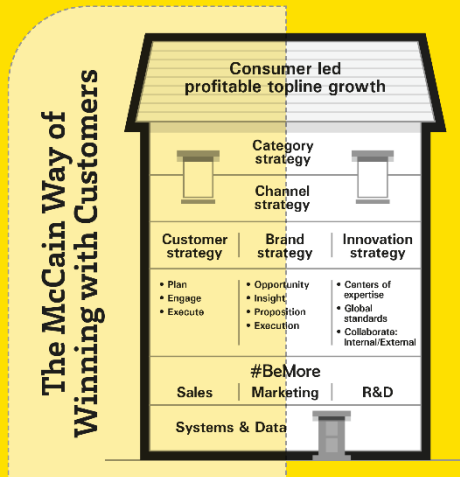 The McCain Way of
Winning with Customers
Consumer led
profitable topline growth
Category
strategy
Channel
strategy
Customer
strategy
Brand
strategy
Innovation
strategy
• Plan
• Engage
• Execute
• Opportunity
• Insight
• Proposition
• Execution
• Centers of
expertise
• Global
standards
• Collaborate:
Internal/External
#BeMore
Sales
Marketing
R&D
Systems & Data